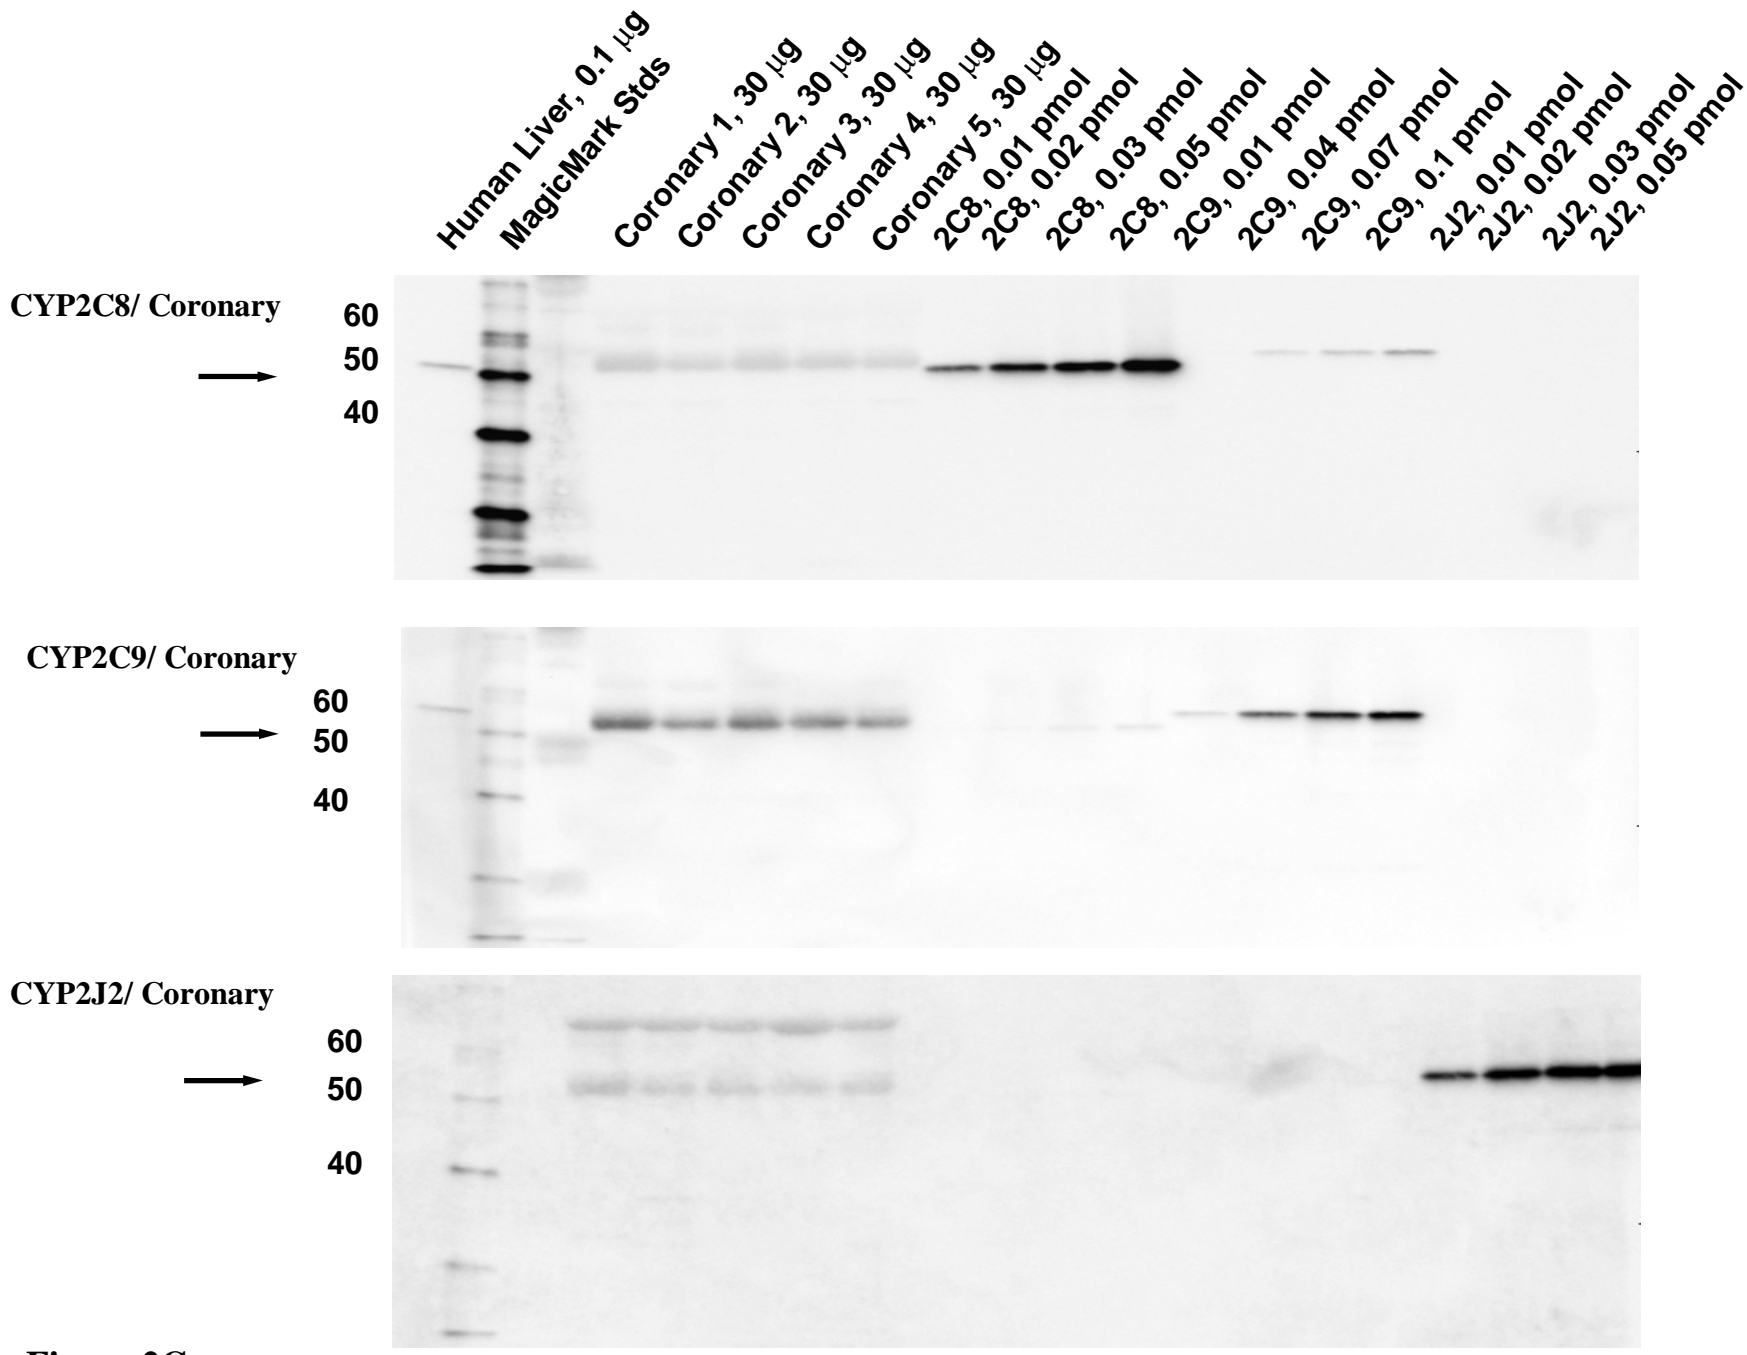 Human Liver, 0.1 µg
MagicMark Stds
Coronary 1, 30 µg
Coronary 2, 30 µg
Coronary 3, 30 µg
Coronary 4, 30 µg
Coronary 5, 30 µg
2C8, 0.01 pmol
2C8, 0.02 pmol
2C8, 0.03 pmol
2C8, 0.05 pmol
2C9, 0.01 pmol
2C9, 0.04 pmol
2C9, 0.07 pmol
2C9, 0.1 pmol
2J2, 0.01 pmol
2J2, 0.02 pmol
2J2, 0.03 pmol
2J2, 0.05 pmol
CYP2C8/ Coronary
60
50
40
CYP2C9/ Coronary
60
50
40
CYP2J2/ Coronary
60
50
40